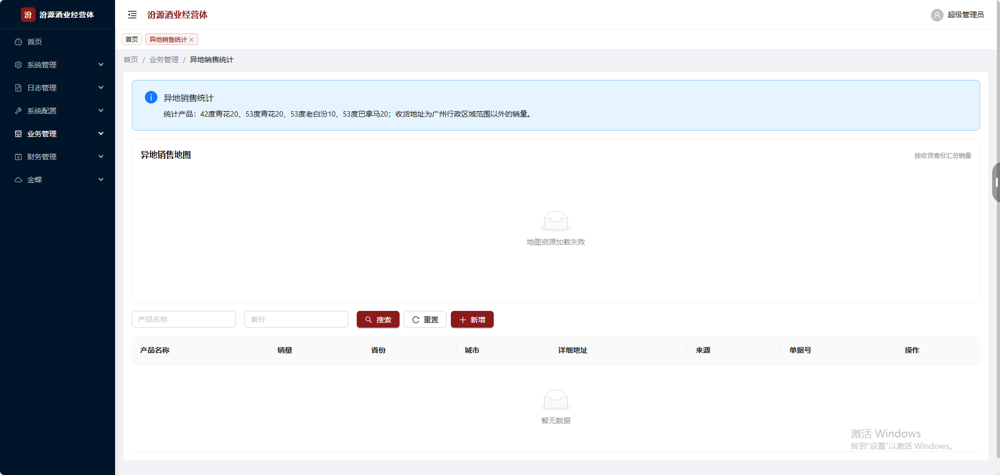 汾 汾源酒业经营体
汾源酒业经营体
超级管理员
首页
系统管理
日志管理
系统配置
业务管理
财务管理
金蝶
首页 异地销售统计
首页 / 业务管理 / 异地销售统计
异地销售统计
统计产品：42度青花20、53度青花20、53度老白汾10、53度巴拿马20；收货地址为广州行政区域范围以外的销量。
异地销售地图
按收货省份汇总销量
地图资源加载失败
产品名称 省份 搜索 重置 新增
产品名称 销量 省份 城市 详细地址 来源 单据号 操作
暂无数据
激活 Windows
转到“设置”以激活 Windows。